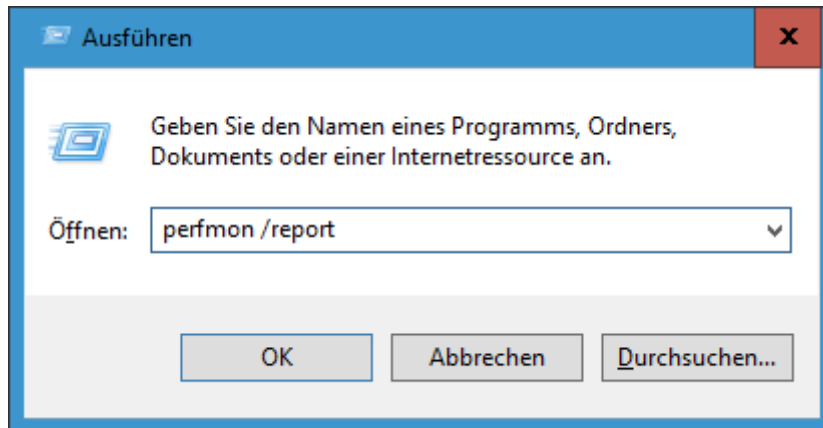 Ausführen
Geben Sie den Namen eines Programms, Ordners,
Dokuments oder einer Internetressource an.
Öffnen: perfmon /report
OK Abbrechen Durchsuchen...